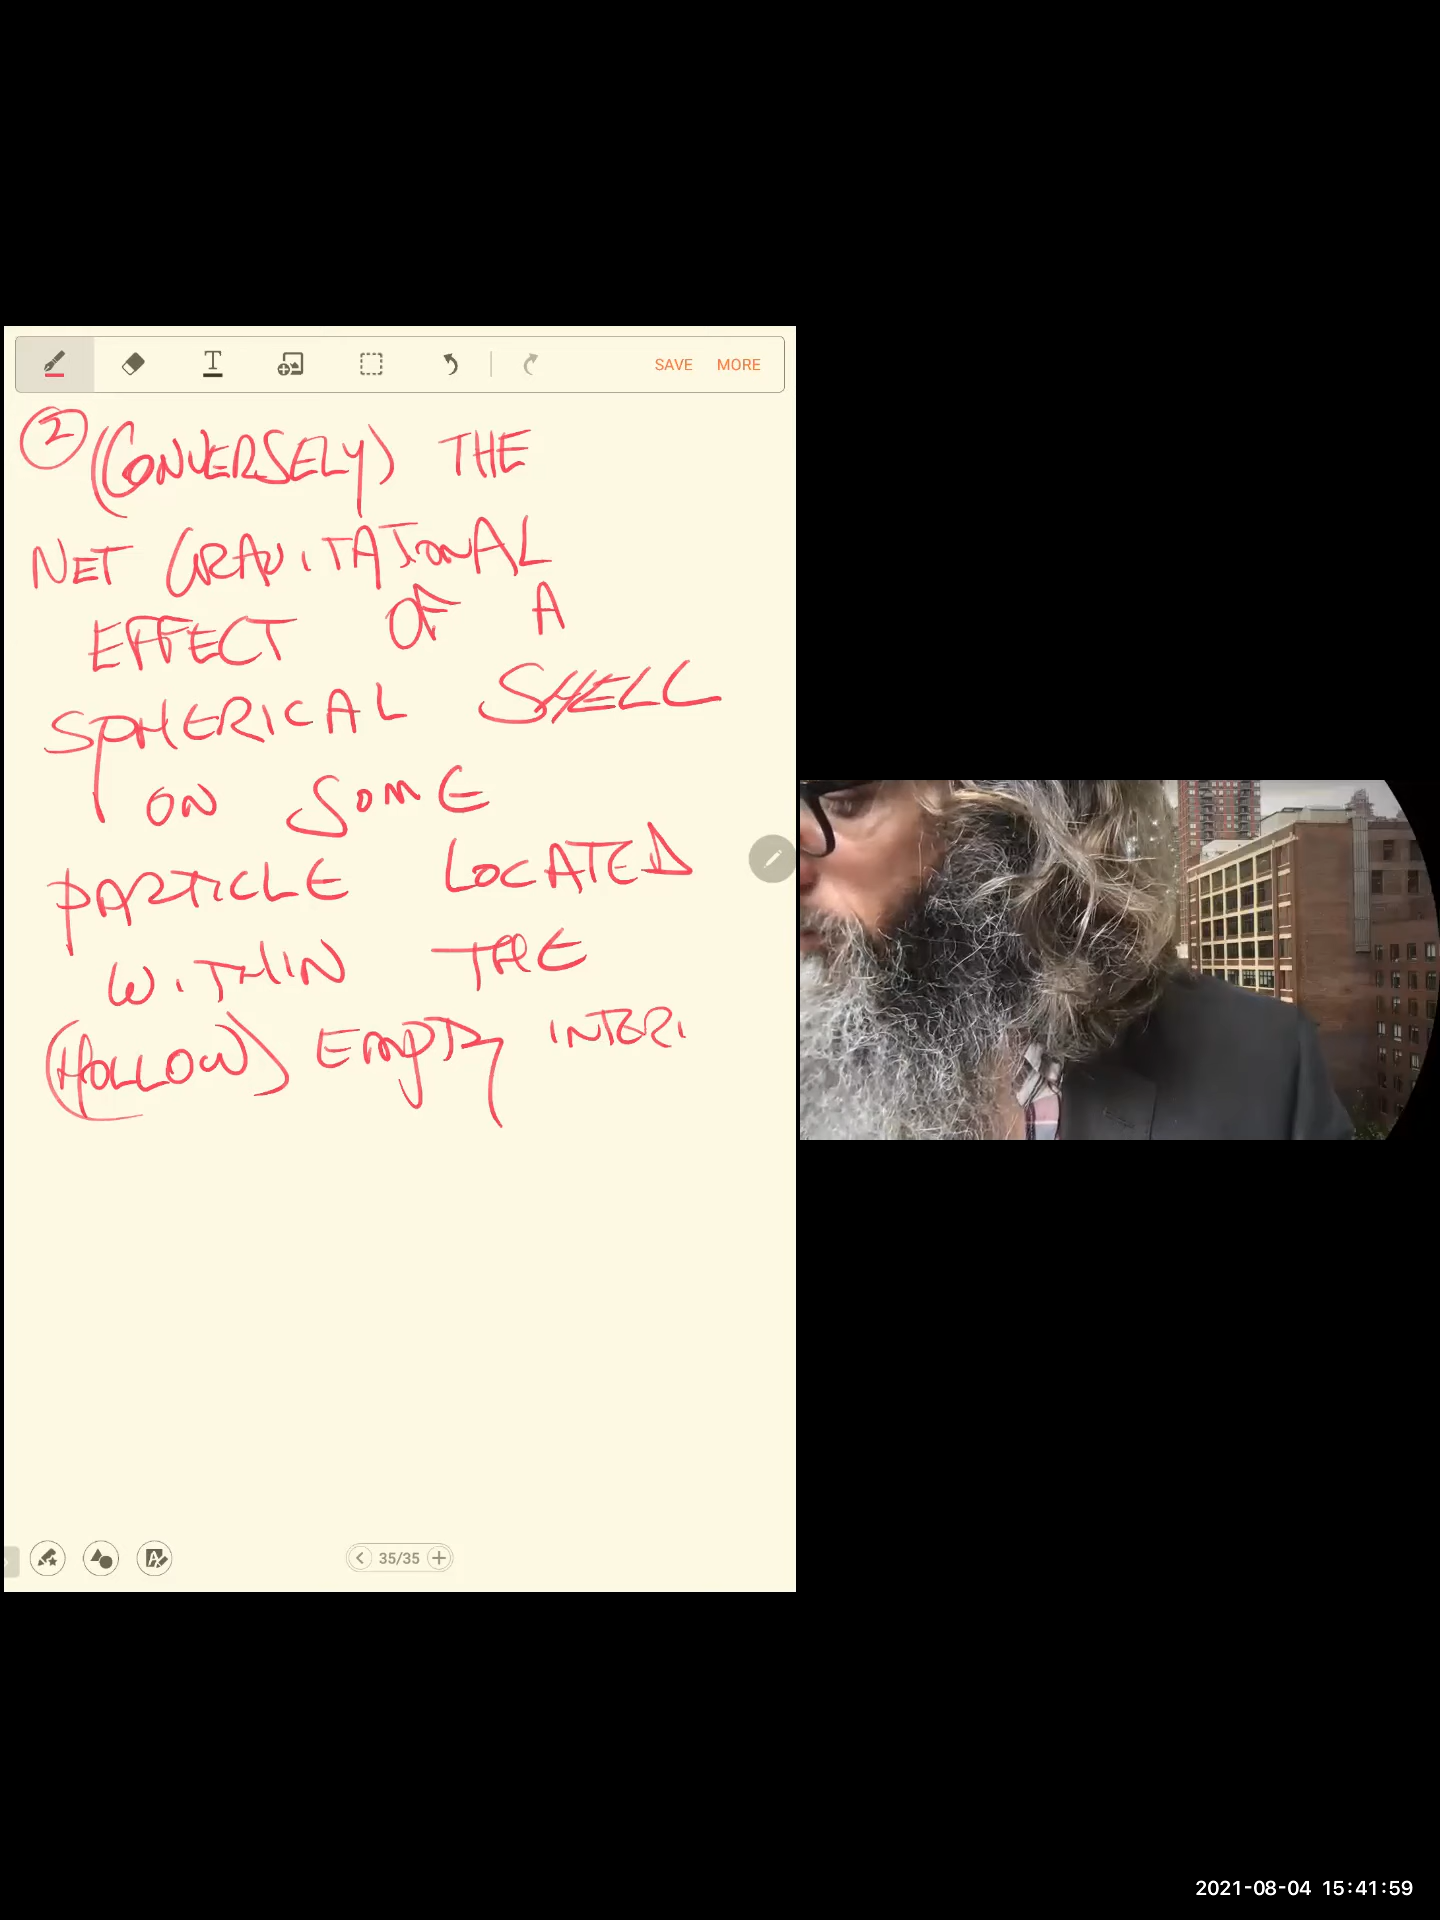 T SAVE MORE
② (CONVERSELY) THE
NET GRAVITATIONAL
EFFECT OF A
SPHERICAL SHELL
ON SOME
PARTICLE LOCATED
WITHIN THE
(HOLLOW) EMPTY INTERI
35/35
2021-08-04 15:41:59